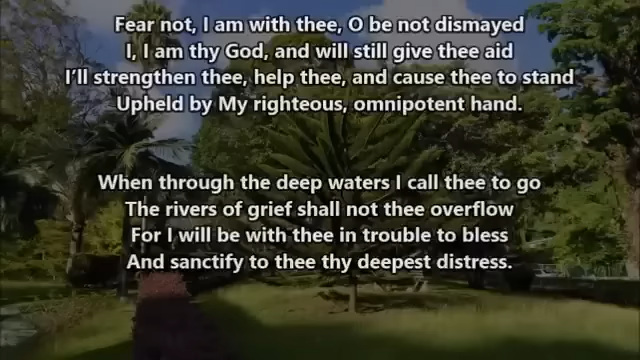 Fear not, I am with thee, O be not dismayed
I, I am thy God, and will still give thee aid
I’ll strengthen thee, help thee, and cause thee to stand
Upheld by My righteous, omnipotent hand.
When through the deep waters I call thee to go
The rivers of grief shall not thee overflow
For I will be with thee in trouble to bless
And sanctify to thee thy deepest distress.